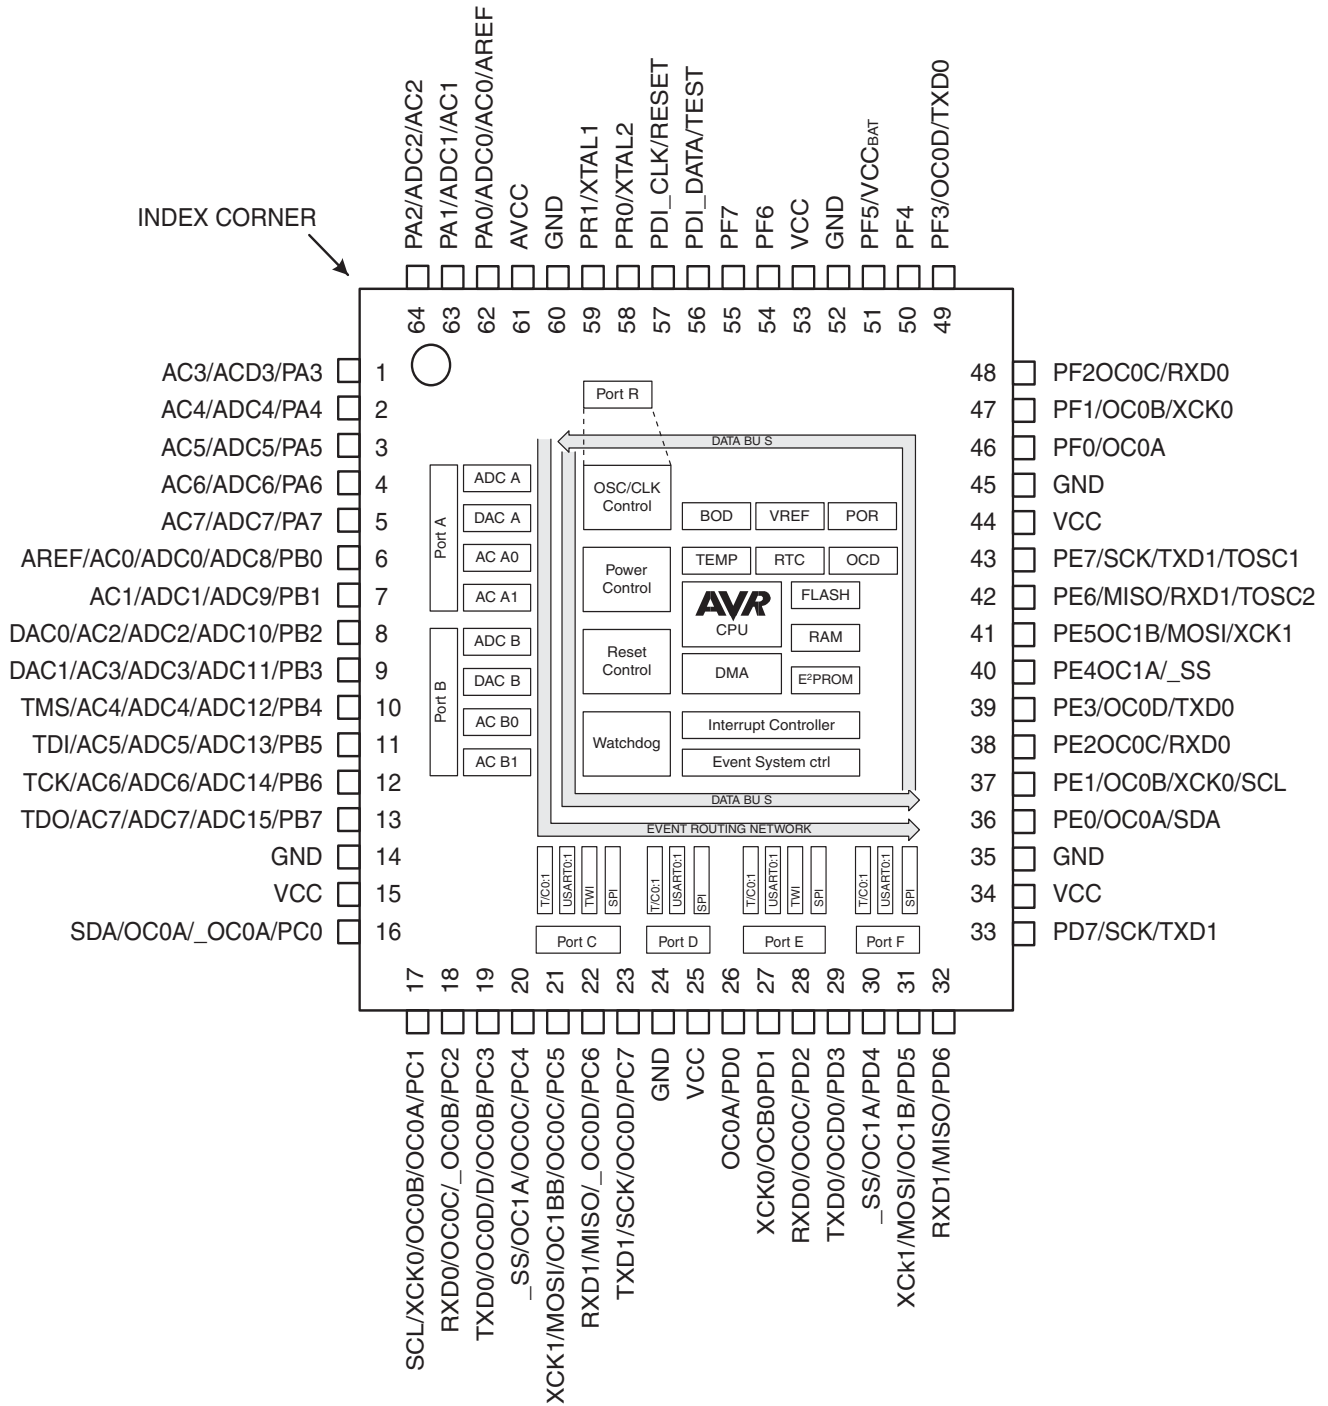 PA2/ADC2/AC2
PA1/ADC1/AC1
PA0/ADC0/AC0/AREF
AVCC
GND
PR1/XTAL1
PR0/XTAL2
PDI_CLK/RESET
PDI_DATA/TEST
PF7
PF6
VCC
GND
PF5/VCCBAT
PF4
PF3/OC0D/TXD0
INDEX CORNER
64
63
62
61
60
59
58
57
56
55
54
53
52
51
50
49
AC3/ACD3/PA3 1
AC4/ADC4/PA4 2
AC5/ADC5/PA5 3
AC6/ADC6/PA6 4
AC7/ADC7/PA7 5
AREF/AC0/ADC0/ADC8/PB0 6
AC1/ADC1/ADC9/PB1 7
DAC0/AC2/ADC2/ADC10/PB2 8
DAC1/AC3/ADC3/ADC11/PB3 9
TMS/AC4/ADC4/ADC12/PB4 10
TDI/AC5/ADC5/ADC13/PB5 11
TCK/AC6/ADC6/ADC14/PB6 12
TDO/AC7/ADC7/ADC15/PB7 13
GND 14
VCC 15
SDA/OC0A/_OC0A/PC0 16
48 PF2OC0C/RXD0
47 PF1/OC0B/XCK0
46 PF0/OC0A
45 GND
44 VCC
43 PE7/SCK/TXD1/TOSC1
42 PE6/MISO/RXD1/TOSC2
41 PE5OC1B/MOSI/XCK1
40 PE4OC1A/_SS
39 PE3/OC0D/TXD0
38 PE2OC0C/RXD0
37 PE1/OC0B/XCK0/SCL
36 PE0/OC0A/SDA
35 GND
34 VCC
33 PD7/SCK/TXD1
Port R
DATA BU S
Port A
ADC A
DAC A
AC A0
AC A1
Port B
ADC B
DAC B
AC B0
AC B1
OSC/CLK
Control
Power
Control
Reset
Control
Watchdog
BOD
VREF
POR
TEMP
RTC
OCD
AVR
CPU
FLASH
RAM
DMA
E²PROM
Interrupt Controller
Event System ctrl
DATA BU S
EVENT ROUTING NETWORK
T/C0:1
USART0:1
TWI
SPI
T/C0:1
USART0:1
SPI
T/C0:1
USART0:1
TWI
SPI
T/C0:1
USART0:1
SPI
Port C
Port D
Port E
Port F
17
18
19
20
21
22
23
24
25
26
27
28
29
30
31
32
SCL/XCK0/OC0B/OC0A/PC1
RXD0/OC0C/_OC0B/PC2
TXD0/OC0D/D/OC0B/PC3
_SS/OC1A/OC0C/PC4
XCK1/MOSI/OC1BB/OC0C/PC5
RXD1/MISO/_OC0D/PC6
TXD1/SCK/OC0D/PC7
GND
VCC
OC0A/PD0
XCK0/OCB0PD1
RXD0/OC0C/PD2
TXD0/OCD0/PD3
_SS/OC1A/PD4
XCk1/MOSI/OC1B/PD5
RXD1/MISO/PD6